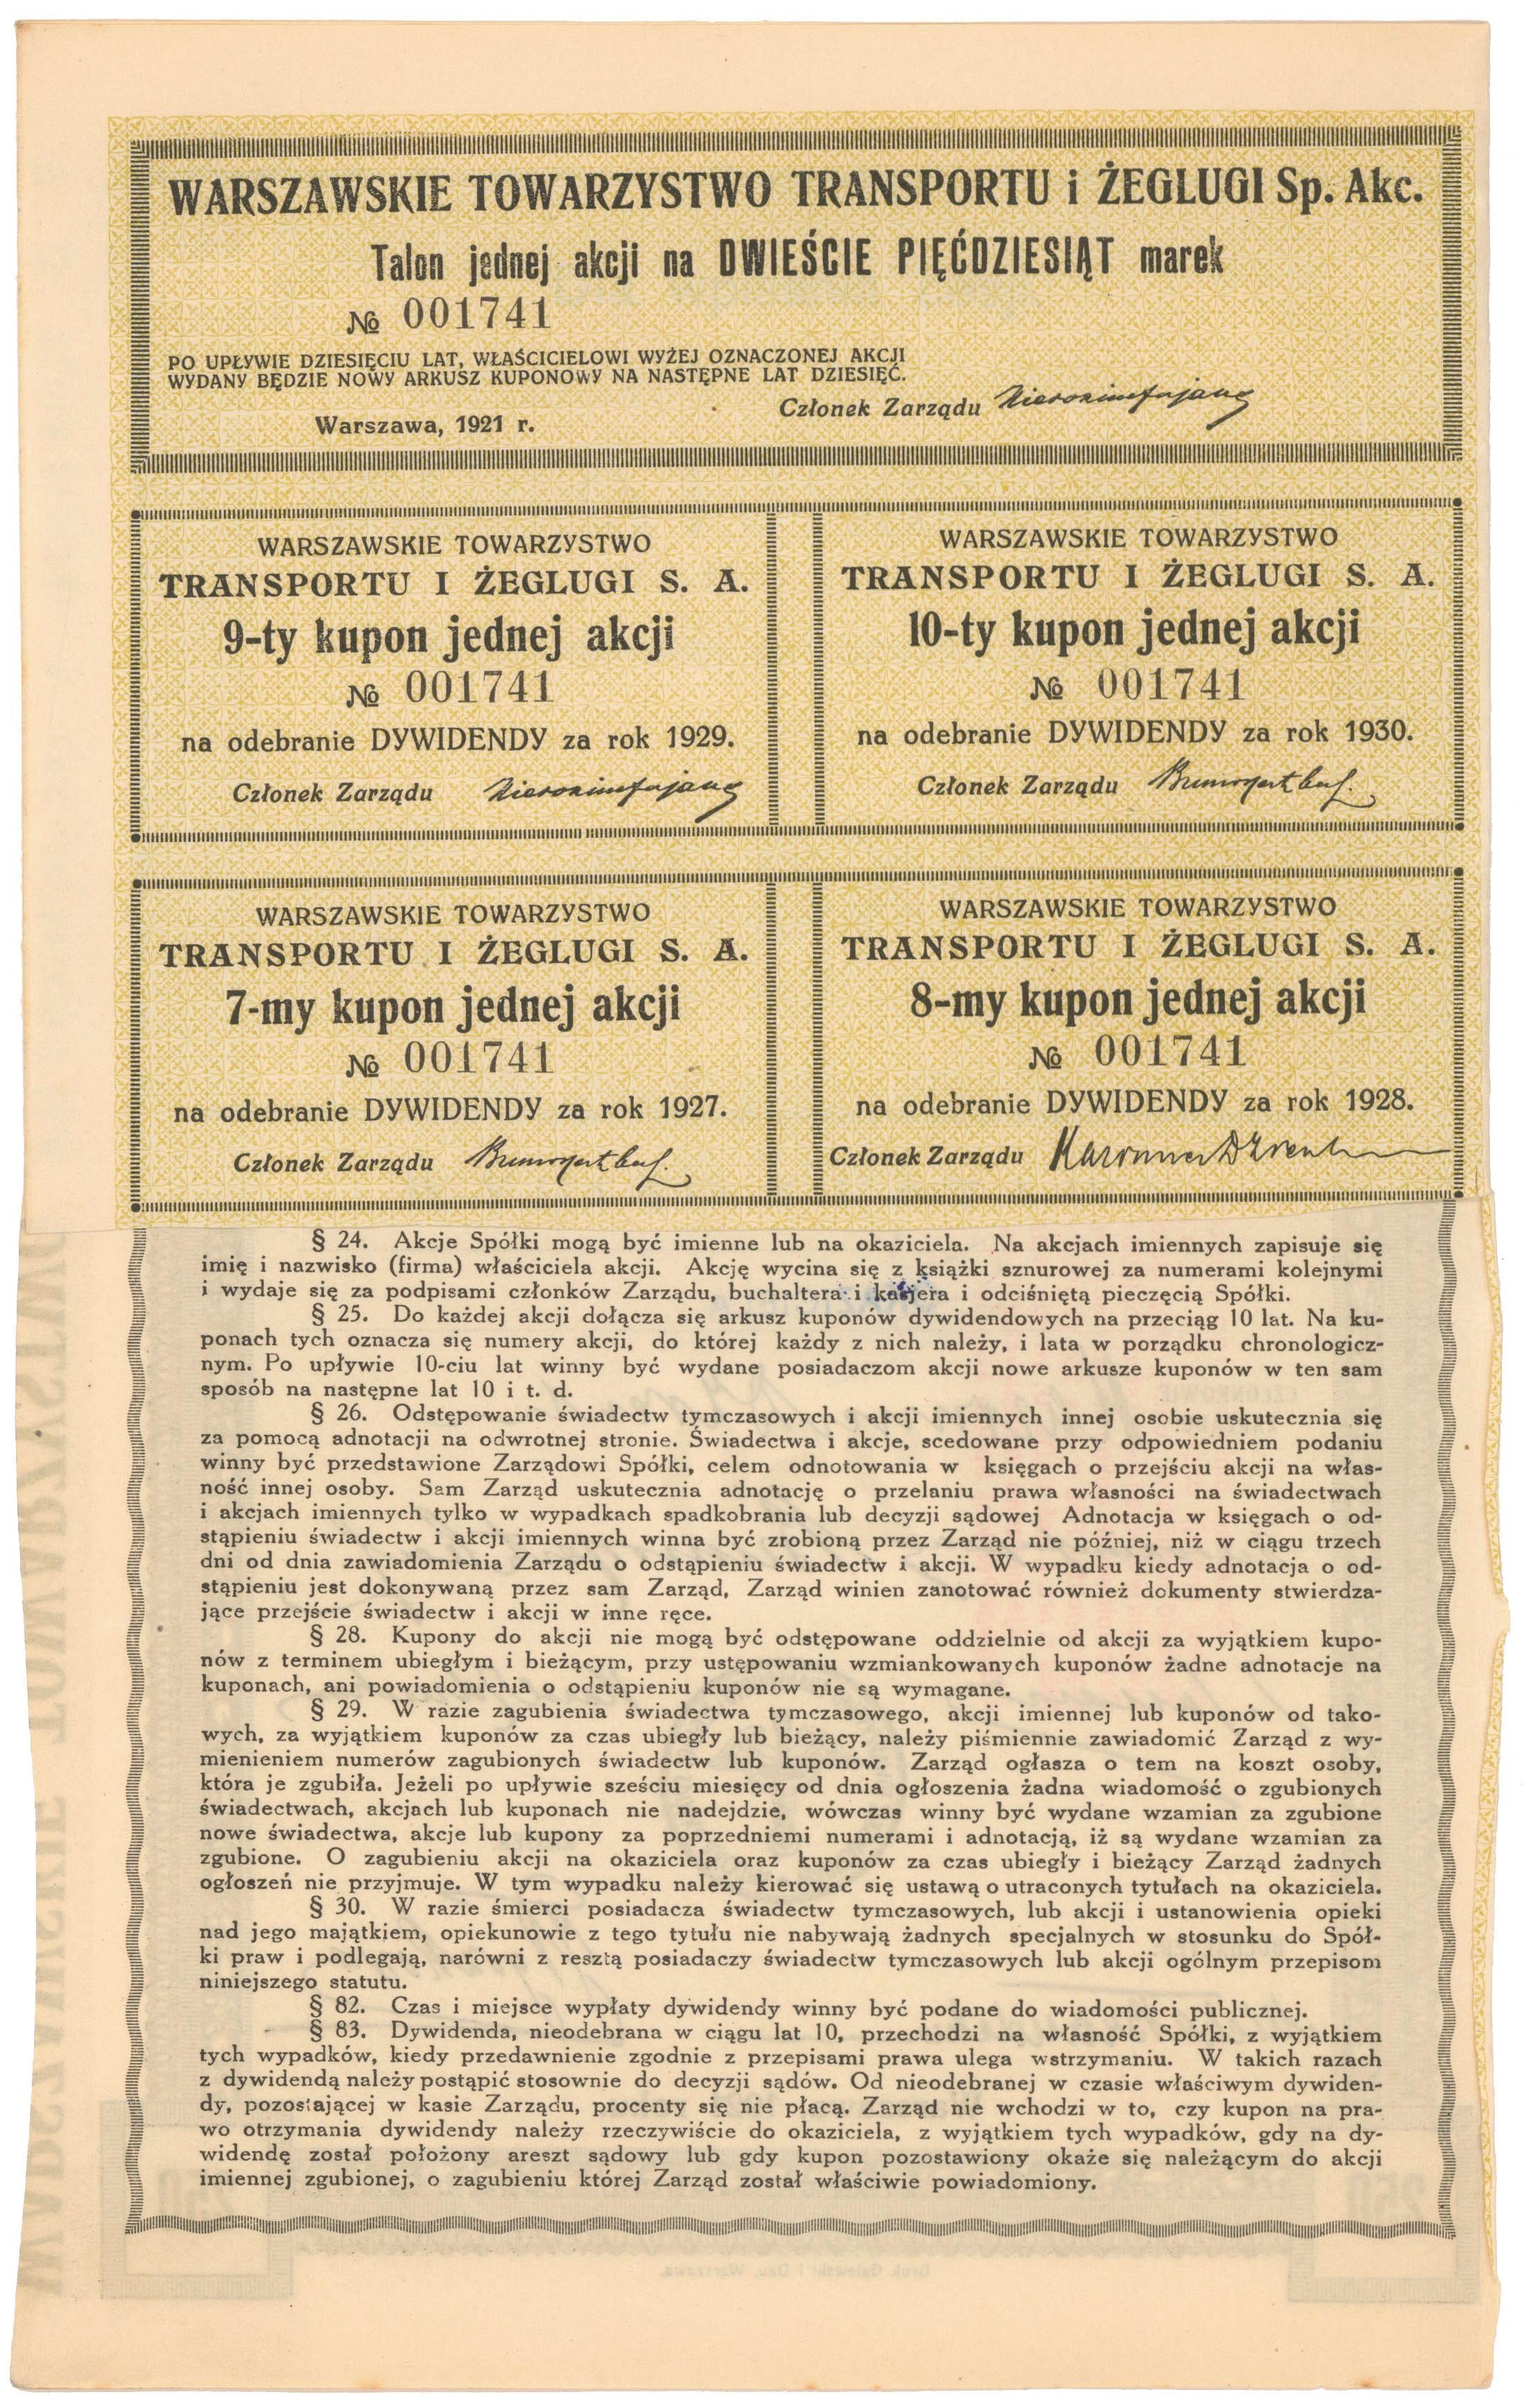 WARSZAWSKIE TOWARZYSTWO TRANSPORTU i ŻEGLUGI Sp. Akc.
Talon jednej akcji na DWIEŚCIE PIĘĆDZIESIĄT marek
№ 001741
PO UPŁYWIE DZIESIĘCIU LAT, WŁAŚCICIELOWI WYŻEJ OZNACZONEJ AKCJI
WYDANY BĘDZIE NOWY ARKUSZ KUPONOWY NA NASTĘPNE LAT DZIESIĘĆ.
Członek Zarządu
Warszawa, 1921 r.
WARSZAWSKIE TOWARZYSTWO
TRANSPORTU I ŻEGLUGI S. A.
9-ty kupon jednej akcji
№ 001741
na odebranie DYWIDENDY za rok 1929.
Członek Zarządu
WARSZAWSKIE TOWARZYSTWO
TRANSPORTU I ŻEGLUGI S. A.
10-ty kupon jednej akcji
№ 001741
na odebranie DYWIDENDY za rok 1930.
Członek Zarządu
WARSZAWSKIE TOWARZYSTWO
TRANSPORTU I ŻEGLUGI S. A.
7-my kupon jednej akcji
№ 001741
na odebranie DYWIDENDY za rok 1927.
Członek Zarządu
WARSZAWSKIE TOWARZYSTWO
TRANSPORTU I ŻEGLUGI S. A.
8-my kupon jednej akcji
№ 001741
na odebranie DYWIDENDY za rok 1928.
Członek Zarządu
§ 24. Akcje Spółki mogą być imienne lub na okaziciela. Na akcjach imiennych zapisuje się
imię i nazwisko (firma) właściciela akcji. Akcję wycina się z książki sznurowej za numerami kolejnymi
i wydaje się za podpisami członków Zarządu, buchaltera i kasjera i odciśniętą pieczęcią Spółki.
§ 25. Do każdej akcji dołącza się arkusz kuponów dywidendowych na przeciąg 10 lat. Na ku-
ponach tych oznacza się numery akcji, do której każdy z nich należy, i lata w porządku chronologicz-
nym. Po upływie 10-ciu lat winny być wydane posiadaczom akcji nowe arkusze kuponów w ten sam
sposób na następne lat 10 i t. d.
§ 26. Odstępowanie świadectw tymczasowych i akcji imiennych innej osobie uskutecznia się
za pomocą adnotacji na odwrotnej stronie. Świadectwa i akcje, scedowane przy odpowiedniem podaniu
winny być przedstawione Zarządowi Spółki, celem odnotowania w księgach o przejściu akcji na włas-
ność innej osoby. Sam Zarząd uskutecznia adnotację o przelaniu prawa własności na świadectwach
i akcjach imiennych tylko w wypadkach spadkobrania lub decyzji sądowej Adnotacja w księgach o od-
stąpieniu świadectw i akcji imiennych winna być zrobioną przez Zarząd nie później, niż w ciągu trzech
dni od dnia zawiadomienia Zarządu o odstąpieniu świadectw i akcji. W wypadku kiedy adnotacja o od-
stąpieniu jest dokonywaną przez sam Zarząd, Zarząd winien zanotować również dokumenty stwierdza-
jące przejście świadectw i akcji w inne ręce.
§ 28. Kupony do akcji nie mogą być odstępowane oddzielnie od akcji za wyjątkiem kupo-
nów z terminem ubiegłym i bieżącym, przy ustępowaniu wzmiankowanych kuponów żadne adnotacje na
kuponach, ani powiadomienia o odstąpieniu kuponów nie są wymagane.
§ 29. W razie zagubienia świadectwa tymczasowego, akcji imiennej lub kuponów od tako-
wych, za wyjątkiem kuponów za czas ubiegły lub bieżący, należy piśmiennie zawiadomić Zarząd z wy-
mienieniem numerów zagubionych świadectw lub kuponów. Zarząd ogłasza o tem na koszt osoby,
która je zgubiła. Jeżeli po upływie sześciu miesięcy od dnia ogłoszenia żadna wiadomość o zgubionych
świadectwach, akcjach lub kuponach nie nadejdzie, wówczas winny być wydane wzamian za zgubione
nowe świadectwa, akcje lub kupony za poprzedniemi numerami i adnotacją, iż są wydane wzamian za
zgubione. O zagubieniu akcji na okaziciela oraz kuponów za czas ubiegły i bieżący Zarząd żadnych
ogłoszeń nie przyjmuje. W tym wypadku należy kierować się ustawą o utraconych tytułach na okaziciela.
§ 30. W razie śmierci posiadacza świadectw tymczasowych, lub akcji i ustanowienia opieki
nad jego majątkiem, opiekunowie z tego tytułu nie nabywają żadnych specjalnych w stosunku do Spół-
ki praw i podlegają, narówni z resztą posiadaczy świadectw tymczasowych lub akcji ogólnym przepisom
niniejszego statutu.
§ 82. Czas i miejsce wypłaty dywidendy winny być podane do wiadomości publicznej.
§ 83. Dywidenda, nieodebrana w ciągu lat 10, przechodzi na własność Spółki, z wyjątkiem
tych wypadków, kiedy przedawnienie zgodnie z przepisami prawa ulega wstrzymaniu. W takich razach
z dywidendą należy postąpić stosownie do decyzji sądów. Od nieodebranej w czasie właściwym dywiden-
dy, pozostającej w kasie Zarządu, procenty się nie płacą. Zarząd nie wchodzi w to, czy kupon na pra-
wo otrzymania dywidendy należy rzeczywiście do okaziciela, z wyjątkiem tych wypadków, gdy na dy-
widendę został położony areszt sądowy lub gdy kupon pozostawiony okaże się należącym do akcji
imiennej zgubionej, o zagubieniu której Zarząd został właściwie powiadomiony.